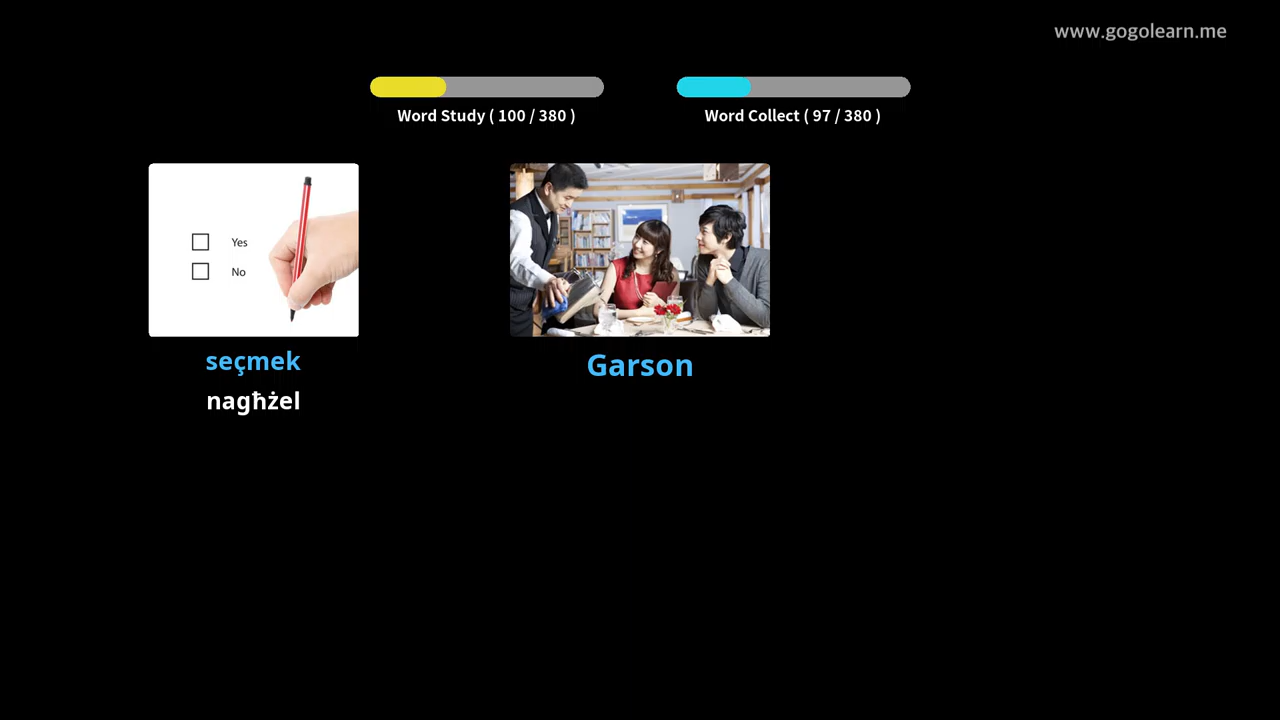 www.gogolearn.me
Word Study ( 100 / 380 )
Word Collect ( 97 / 380 )
Yes
No
seçmek
nagħżel
Garson